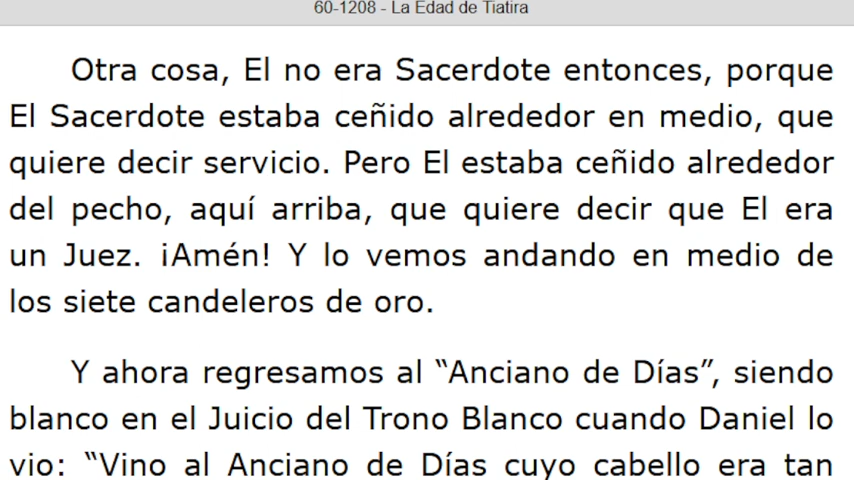 60-1208 - La Edad de Tiatira
Otra cosa, El no era Sacerdote entonces, porque
El Sacerdote estaba ceñido alrededor en medio, que
quiere decir servicio. Pero El estaba ceñido alrededor
del pecho, aquí arriba, que quiere decir que El era
un Juez. ¡Amén! Y lo vemos andando en medio de
los siete candeleros de oro.
Y ahora regresamos al “Anciano de Días”, siendo
blanco en el Juicio del Trono Blanco cuando Daniel lo
vio: “Vino al Anciano de Días cuyo cabello era tan